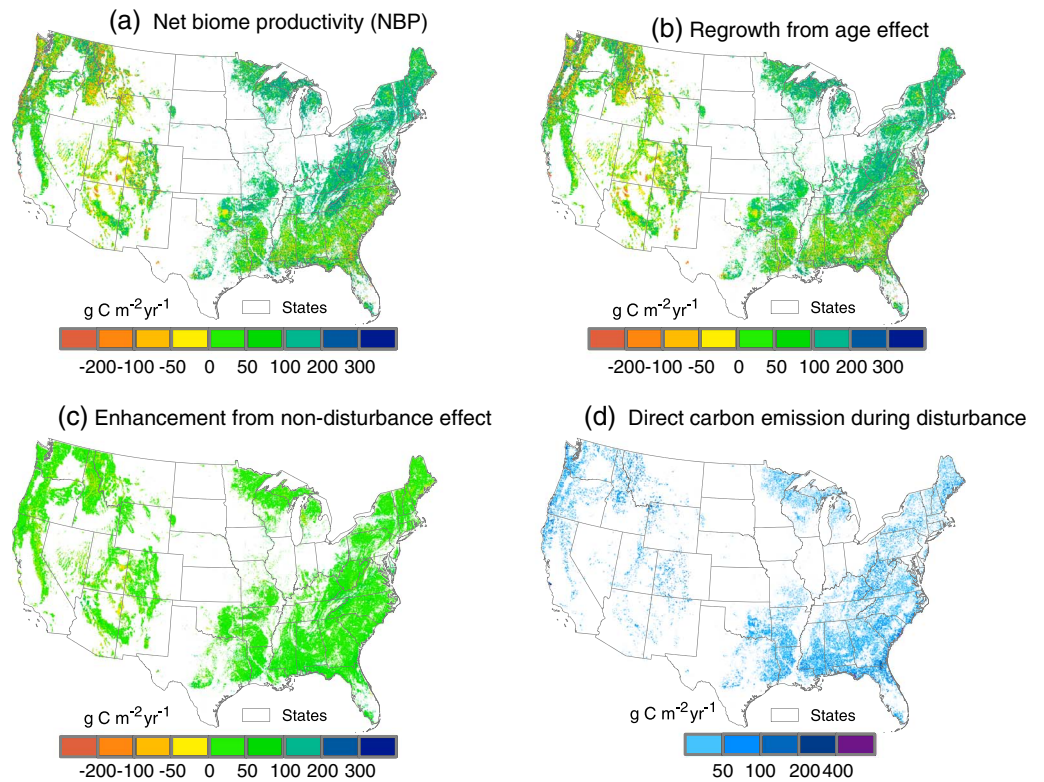 (a) Net biome productivity (NBP)
(b) Regrowth from age effect
g C m-2yr-1 States
-200-100 -50 0 50 100 200 300
g C m-2yr-1 States
-200-100 -50 0 50 100 200 300
(c) Enhancement from non-disturbance effect
(d) Direct carbon emission during disturbance
g C m-2yr-1 States
-200-100 -50 0 50 100 200 300
g C m-2yr-1 States
50 100 200400